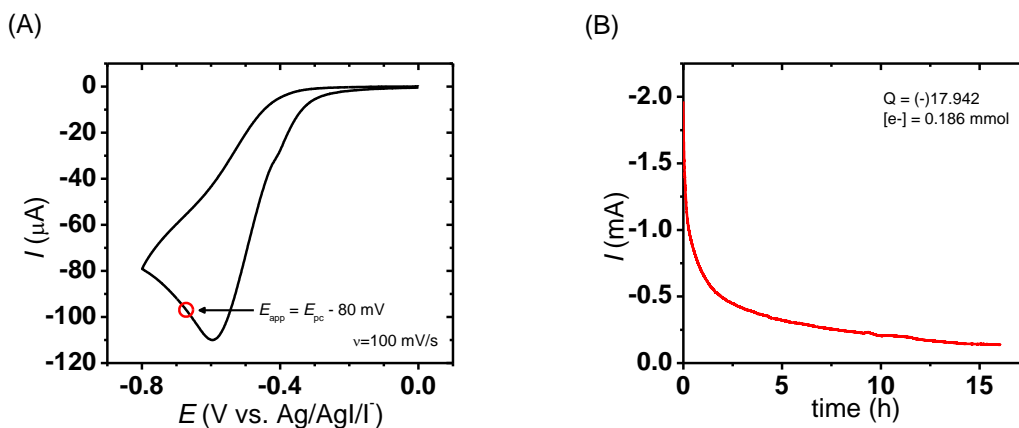 (A)
0
-20
-40
-60
-80
-100
-120
I (μA)
E_app = E_pc - 80 mV
ν=100 mV/s
-0.8
-0.4
0.0
E (V vs. Ag/AgI/I⁻)
(B)
-2.0
-1.5
-1.0
-0.5
0.0
I (mA)
Q = (-)17.942
[e-] = 0.186 mmol
0
5
10
15
time (h)